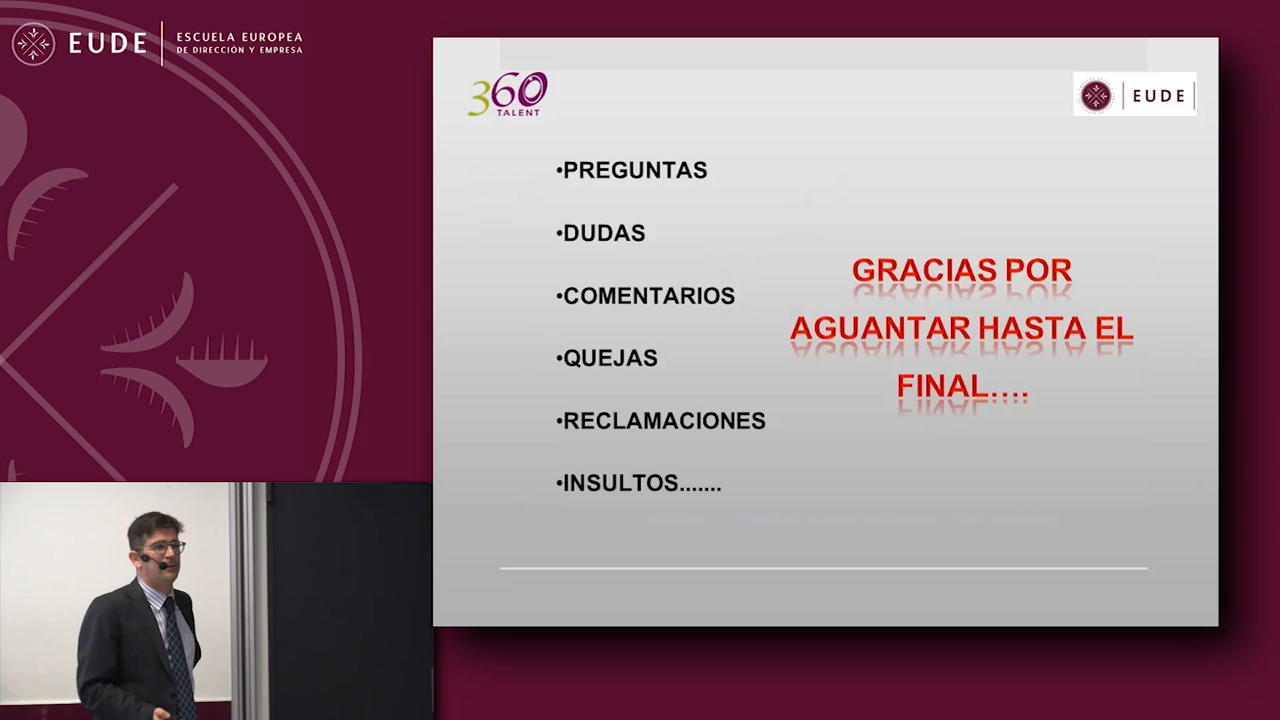 EUDE
ESCUELA EUROPEA
DE DIRECCIÓN Y EMPRESA
360
TALENT
EUDE
•PREGUNTAS
•DUDAS
•COMENTARIOS
•QUEJAS
•RECLAMACIONES
•INSULTOS.......
GRACIAS POR
AGUANTAR HASTA EL
FINAL....